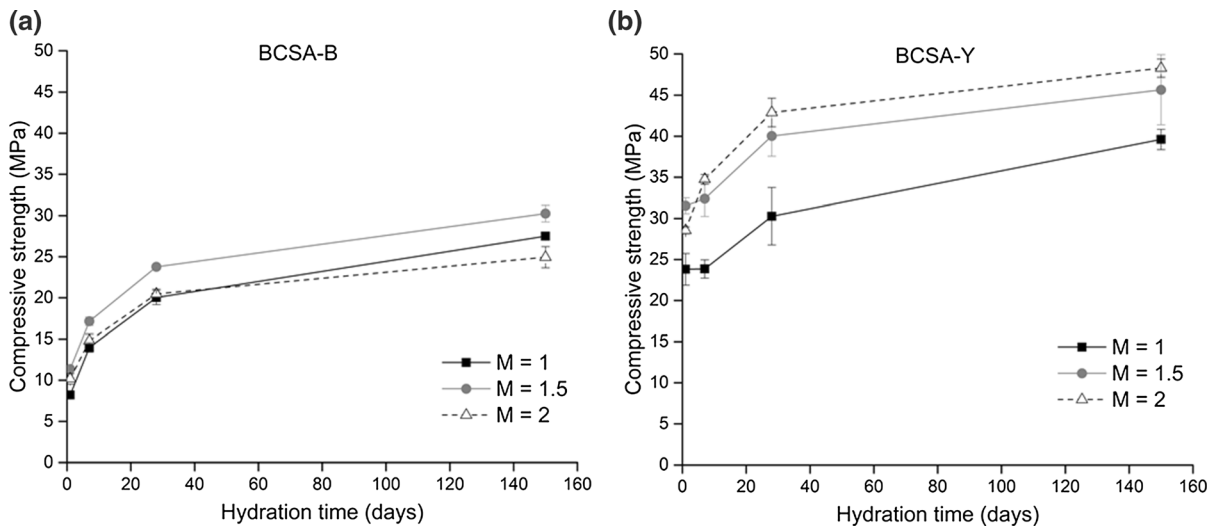 (a)
BCSA-B
Compressive strength (MPa)
50
45
40
35
30
25
20
15
10
5
0
M = 1
M = 1.5
M = 2
0 20 40 60 80 100 120 140 160
Hydration time (days)
(b)
BCSA-Y
Compressive strength (MPa)
50
45
40
35
30
25
20
15
10
5
0
M = 1
M = 1.5
M = 2
0 20 40 60 80 100 120 140 160
Hydration time (days)